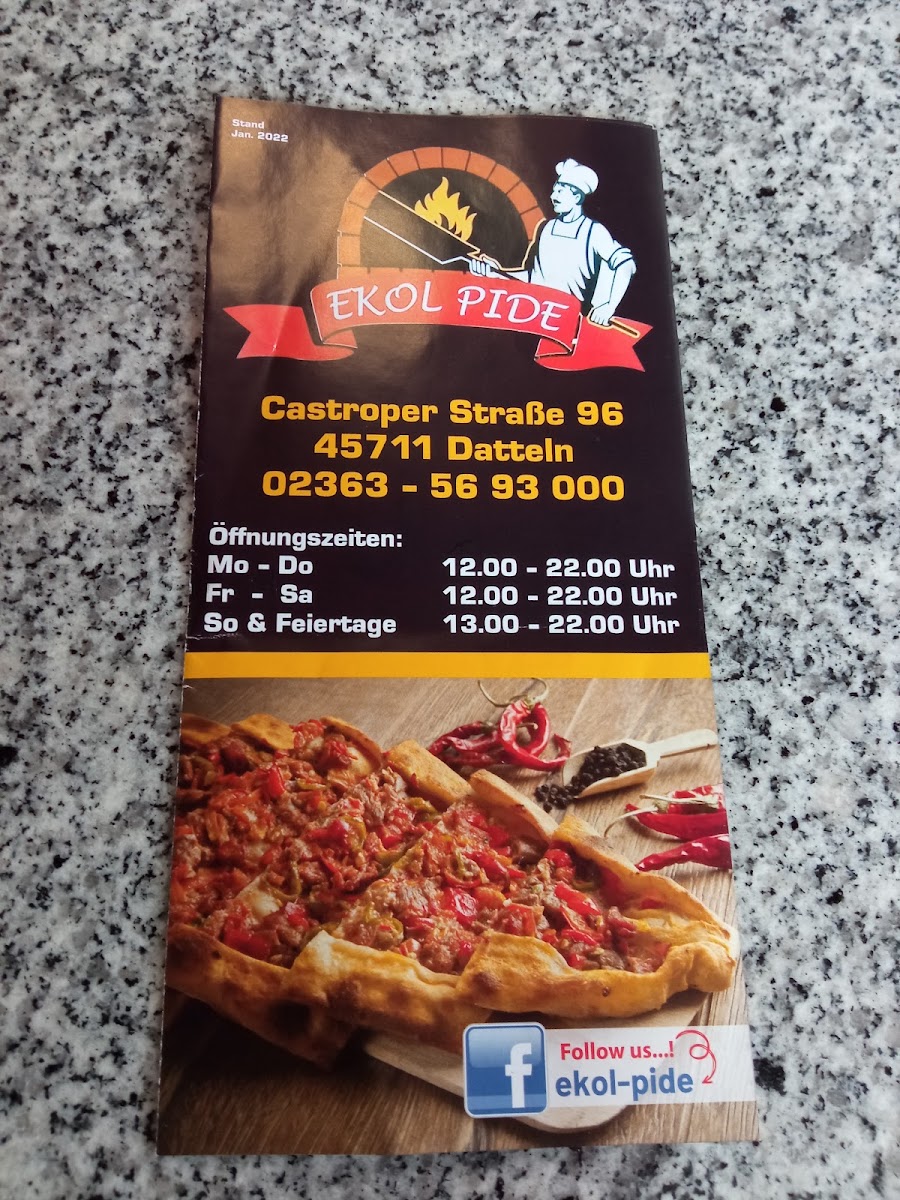 Stand
Jan. 2022
EKOL PIDE
Castroper Straße 96
45711 Datteln
02363 - 56 93 000
Öffnungszeiten:
Mo - Do 12.00 - 22.00 Uhr
Fr - Sa 12.00 - 22.00 Uhr
So & Feiertage 13.00 - 22.00 Uhr
f Follow us...!
ekol-pide